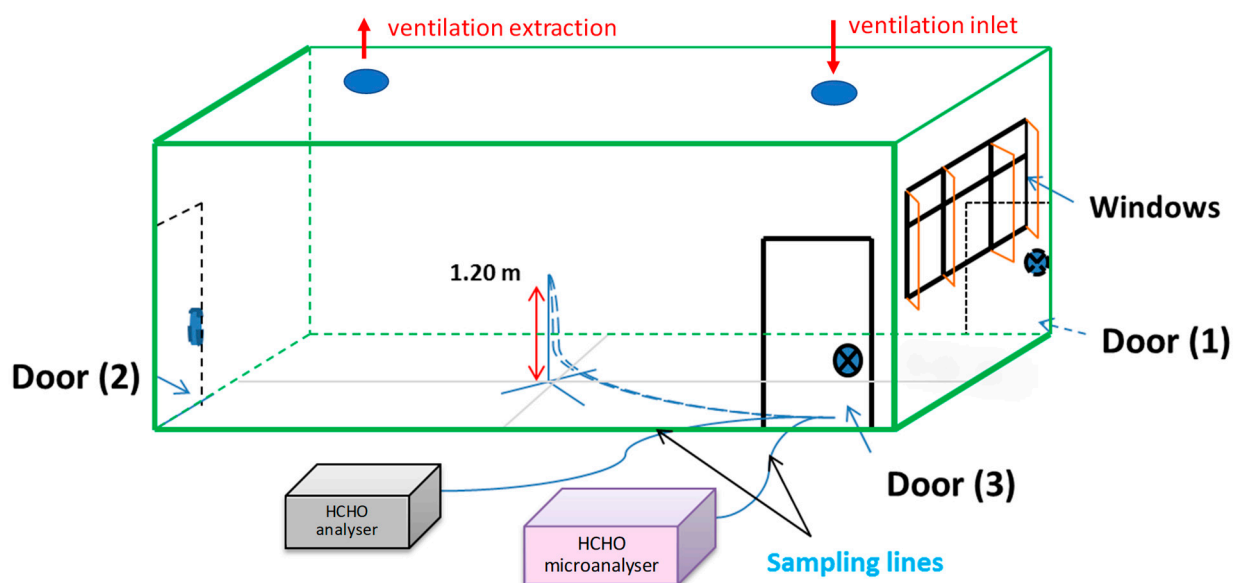 ventilation extraction
ventilation inlet
Windows
1.20 m
Door (1)
Door (2)
Door (3)
HCHO
analyser
HCHO
microanalyser
Sampling lines